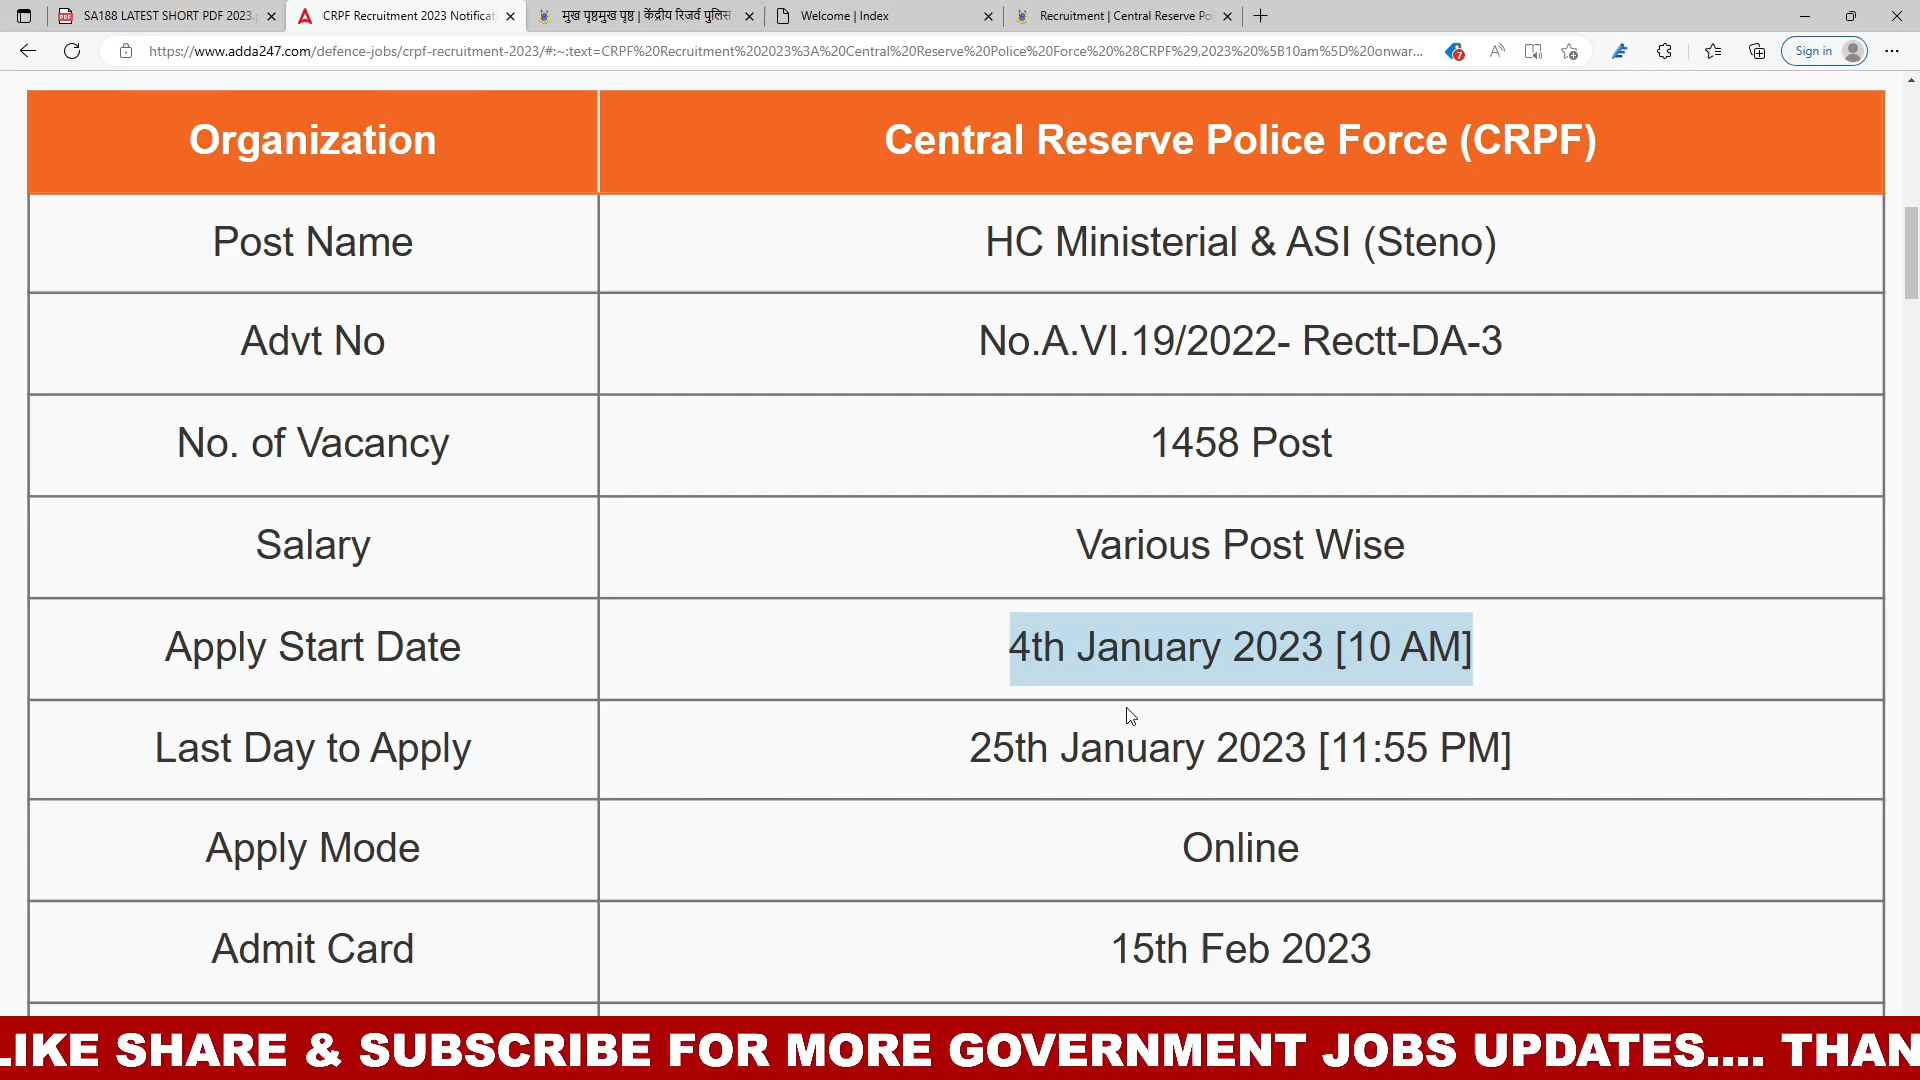 SA188 LATEST SHORT PDF 2023.
CRPF Recruitment 2023 Notificat
मुख पृष्ठमुख पृष्ठ | केंद्रीय रिजर्व पुलिस
Welcome | Index
Recruitment | Central Reserve Po
https://www.adda247.com/defence-jobs/crpf-recruitment-2023/#:~:text=CRPF%20Recruitment%202023%3A%20Central%20Reserve%20Police%20Force%20%28CRPF%29,2023%20%5B10am%5D%20onwar...
7
Sign in
Organization Central Reserve Police Force (CRPF)
Post Name HC Ministerial & ASI (Steno)
Advt No No.A.VI.19/2022- Rectt-DA-3
No. of Vacancy 1458 Post
Salary Various Post Wise
Apply Start Date 4th January 2023 [10 AM]
Last Day to Apply 25th January 2023 [11:55 PM]
Apply Mode Online
Admit Card 15th Feb 2023
LIKE SHARE & SUBSCRIBE FOR MORE GOVERNMENT JOBS UPDATES.... THAN